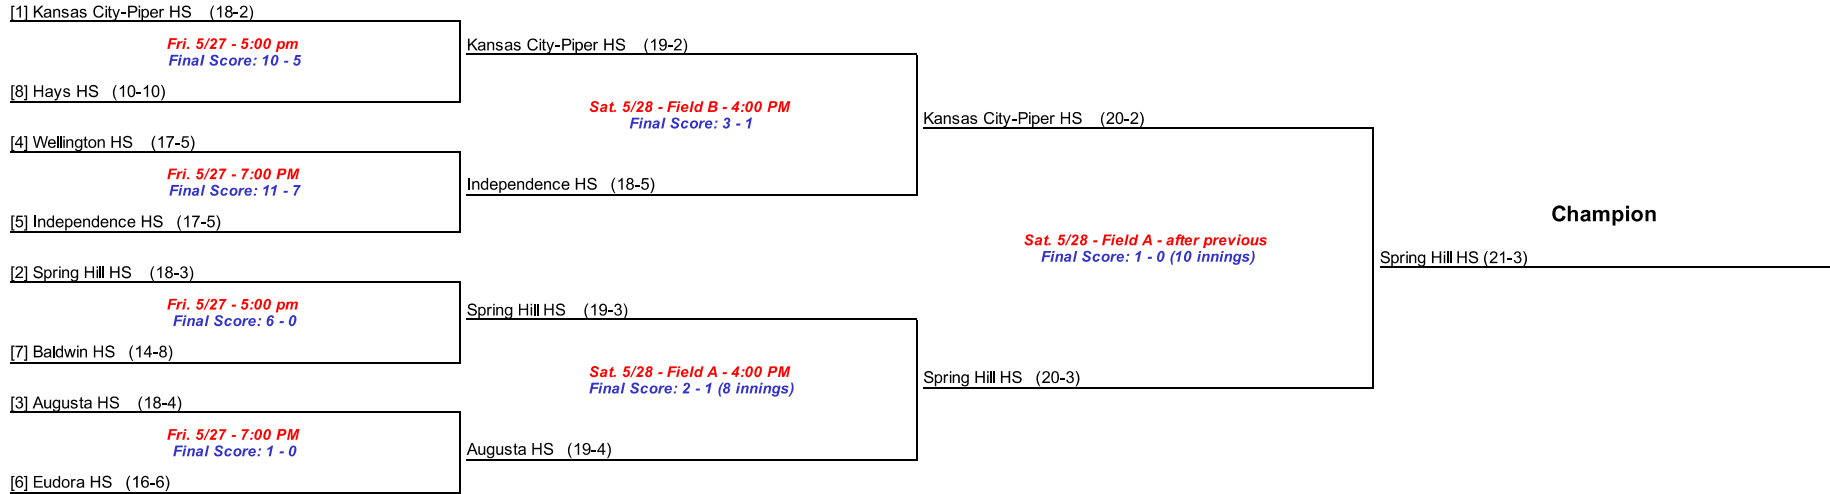 [1] Kansas City-Piper HS (18-2)
Fri. 5/27 - 5:00 pm
Final Score: 10 - 5
[8] Hays HS (10-10)
[4] Wellington HS (17-5)
Fri. 5/27 - 7:00 PM
Final Score: 11 - 7
[5] Independence HS (17-5)
[2] Spring Hill HS (18-3)
Fri. 5/27 - 5:00 pm
Final Score: 6 - 0
[7] Baldwin HS (14-8)
[3] Augusta HS (18-4)
Fri. 5/27 - 7:00 PM
Final Score: 1 - 0
[6] Eudora HS (16-6)
Kansas City-Piper HS (19-2)
Sat. 5/28 - Field B - 4:00 PM
Final Score: 3 - 1
Independence HS (18-5)
Spring Hill HS (19-3)
Sat. 5/28 - Field A - 4:00 PM
Final Score: 2 - 1 (8 innings)
Augusta HS (19-4)
Kansas City-Piper HS (20-2)
Sat. 5/28 - Field A - after previous
Final Score: 1 - 0 (10 innings)
Spring Hill HS (20-3)
Champion
Spring Hill HS (21-3)